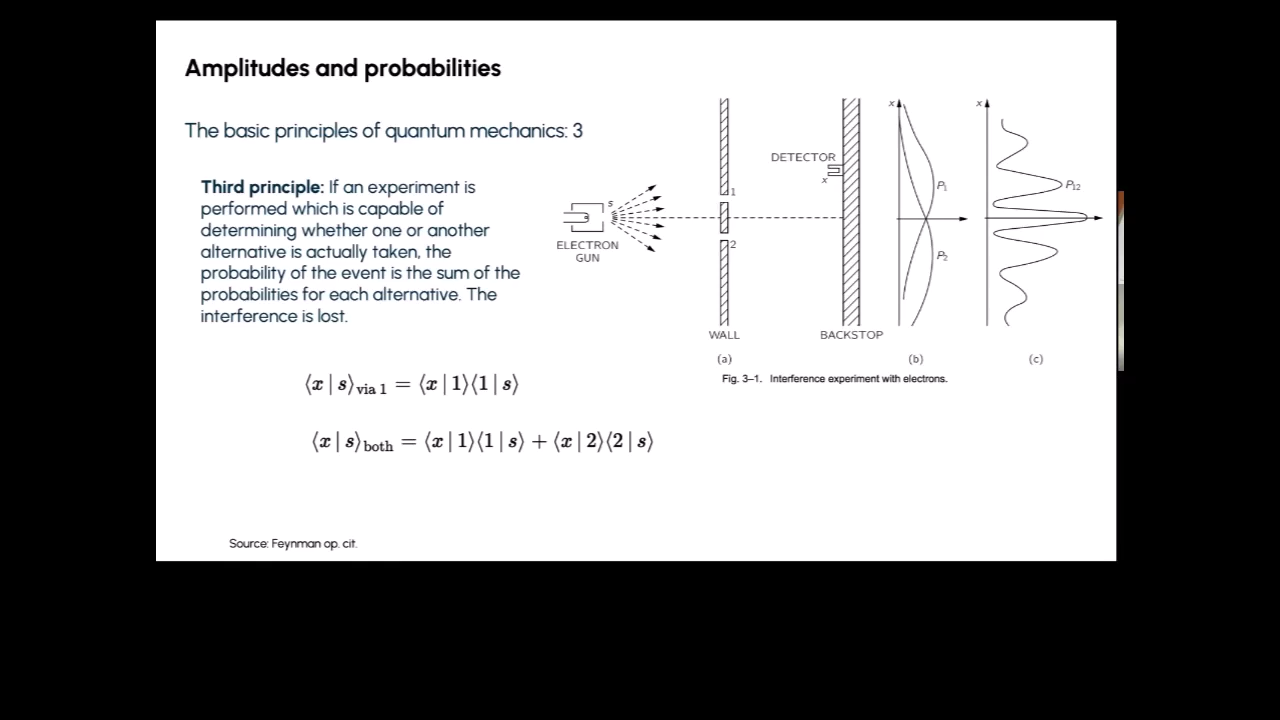 Amplitudes and probabilities
The basic principles of quantum mechanics: 3
Third principle: If an experiment is
performed which is capable of
determining whether one or another
alternative is actually taken, the
probability of the event is the sum of the
probabilities for each alternative. The
interference is lost.
⟨x | s⟩via 1 = ⟨x | 1⟩⟨1 | s⟩
⟨x | s⟩both = ⟨x | 1⟩⟨1 | s⟩ + ⟨x | 2⟩⟨2 | s⟩
Source: Feynman op. cit.
s
ELECTRON
GUN
1
2
WALL
(a)
DETECTOR
x
BACKSTOP
x
P1
P2
(b)
x
P12
(c)
Fig. 3–1. Interference experiment with electrons.